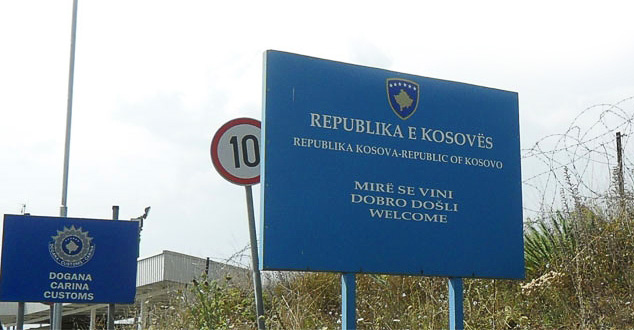 REPUBLIKA E KOSOVËS
REPUBLIKA KOSOVA-REPUBLIC OF KOSOVO
MIRË SE VINI
DOBRO DOŠLI
WELCOME
10
DOGANA
CARINA
CUSTOMS